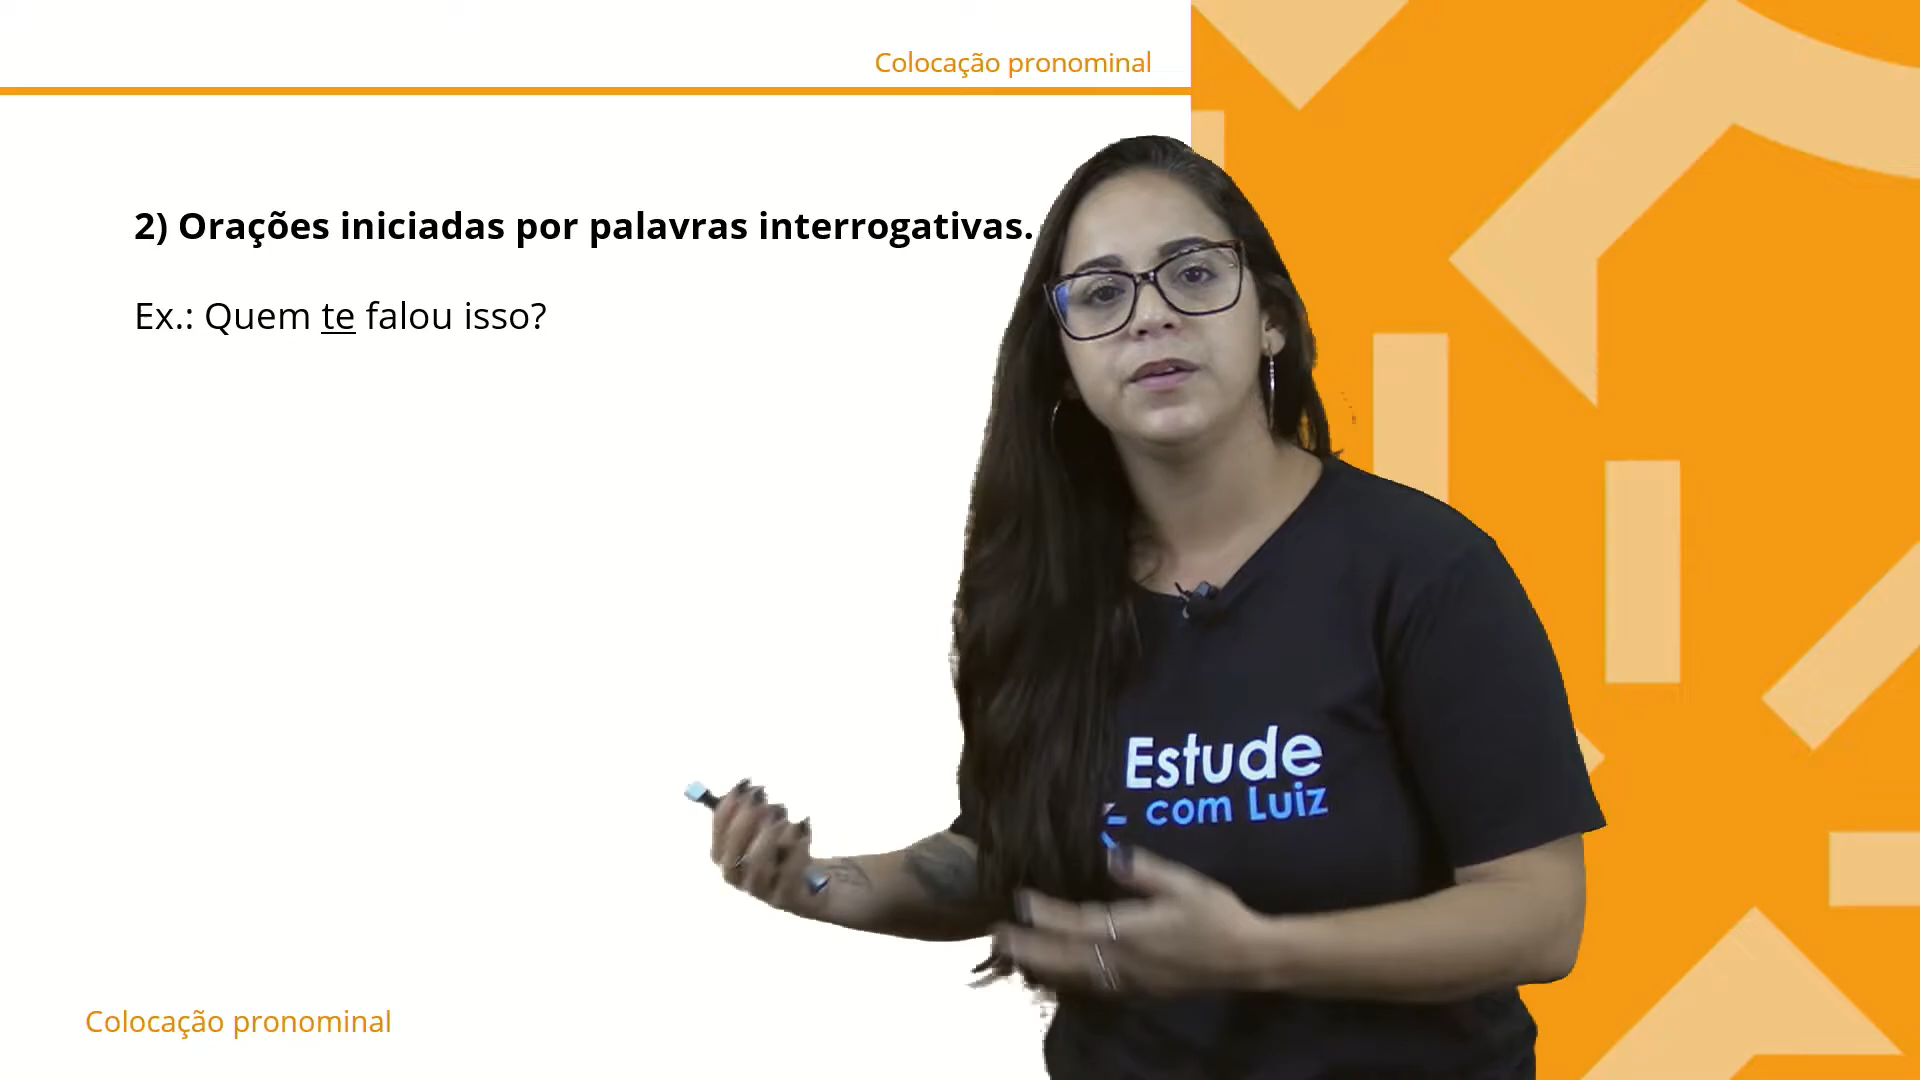 Colocação pronominal
2) Orações iniciadas por palavras interrogativas.
Ex.: Quem te falou isso?
Estude
com Luiz
Colocação pronominal